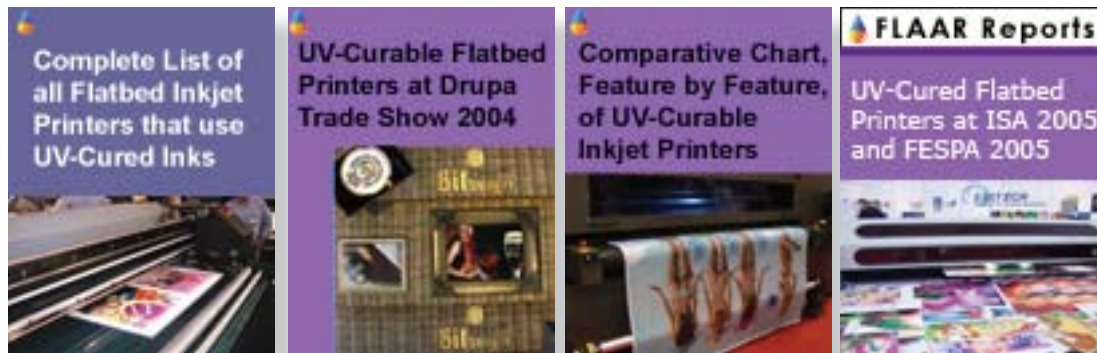 Complete List of
all Flatbed Inkjet
Printers that use
UV-Cured Inks
UV-Curable Flatbed
Printers at Drupa
Trade Show 2004
Comparative Chart,
Feature by Feature,
of UV-Curable
Inkjet Printers
FLAAR Reports
UV-Cured Flatbed
Printers at ISA 2005
and FESPA 2005